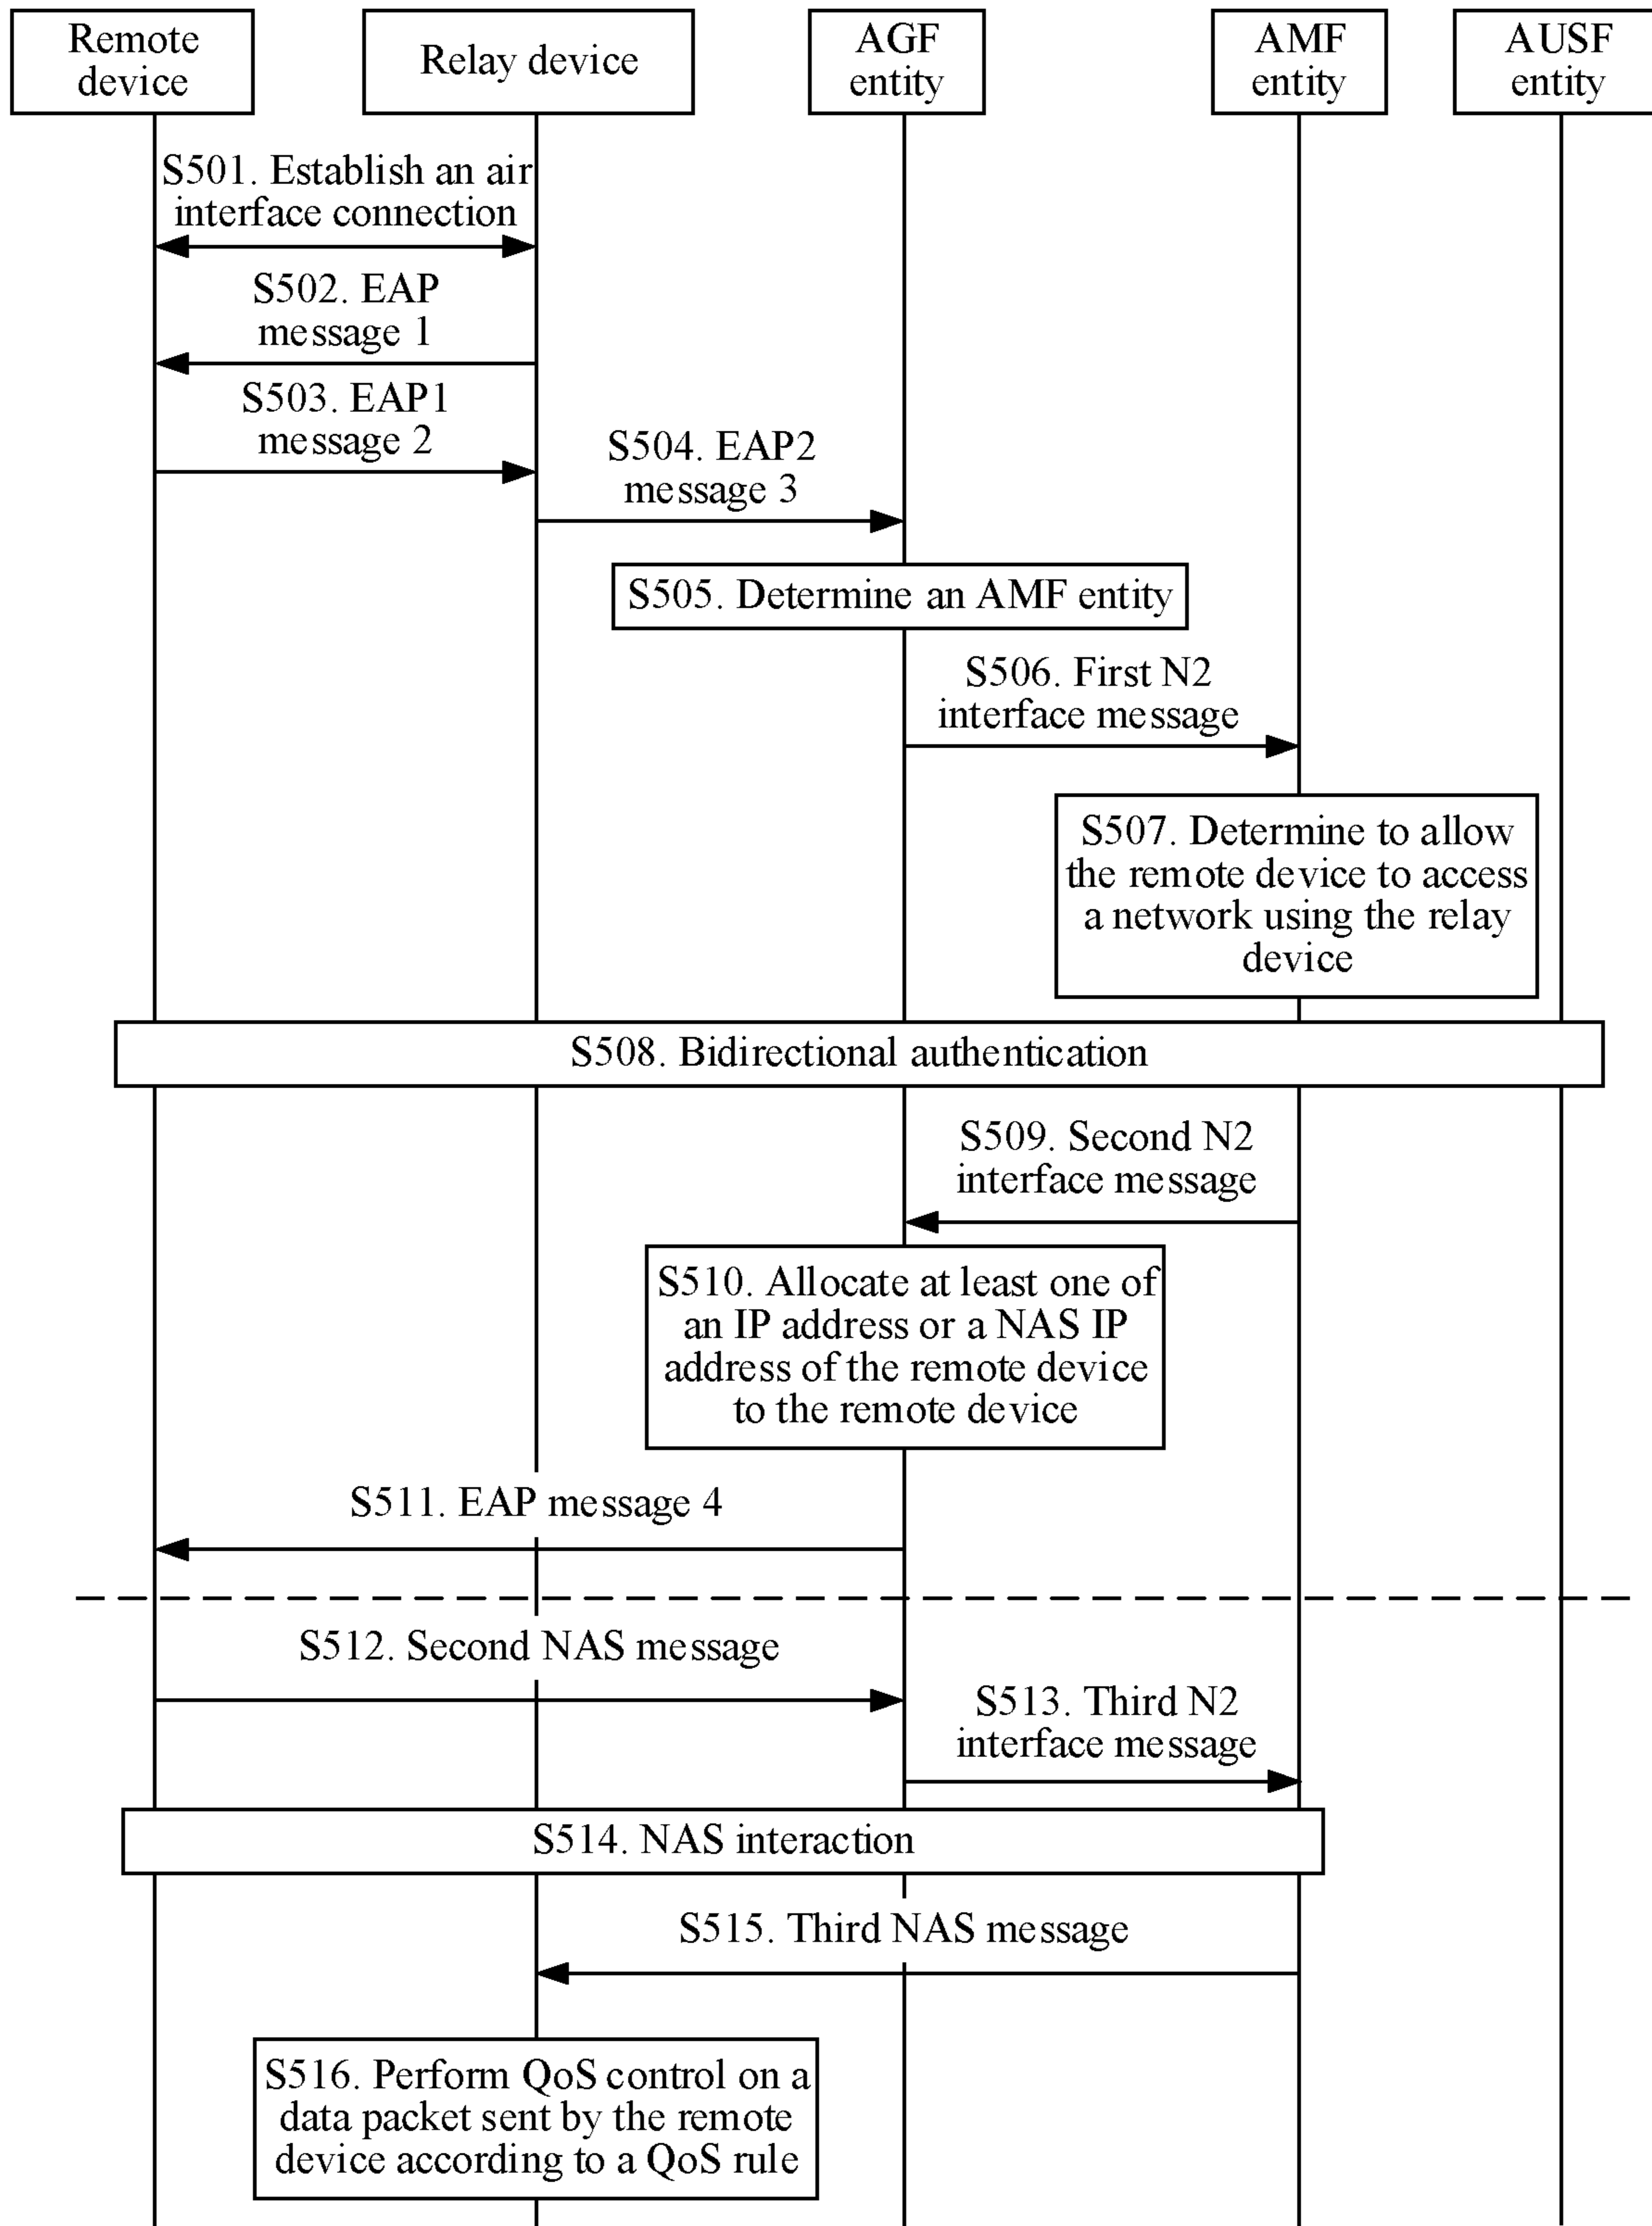 Remote
device
Relay device
AGF
entity
AMF
entity
AUSF
entity
S501. Establish an air
interface connection
S502. EAP
message 1
S503. EAP1
message 2
S504. EAP2
message 3
S505. Determine an AMF entity
S506. First N2
interface message
S507. Determine to allow
the remote device to access
a network using the relay
device
S508. Bidirectional authentication
S509. Second N2
interface message
S510. Allocate at least one of
an IP address or a NAS IP
address of the remote device
to the remote device
S511. EAP message 4
S512. Second NAS message
S513. Third N2
interface message
S514. NAS interaction
S515. Third NAS message
S516. Perform QoS control on a
data packet sent by the remote
device according to a QoS rule